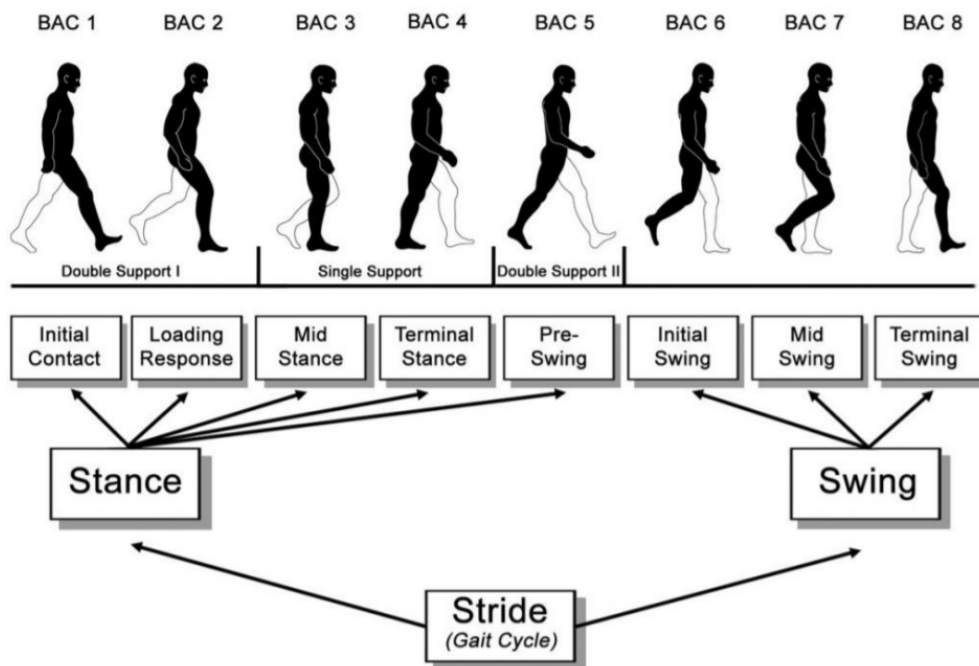 BAC 1 BAC 2 BAC 3 BAC 4 BAC 5 BAC 6 BAC 7 BAC 8
Double Support I Single Support Double Support II
Initial Loading Mid Terminal Pre- Initial Mid Terminal
Contact Response Stance Stance Swing Swing Swing Swing
Stance Swing
Stride
(Gait Cycle)